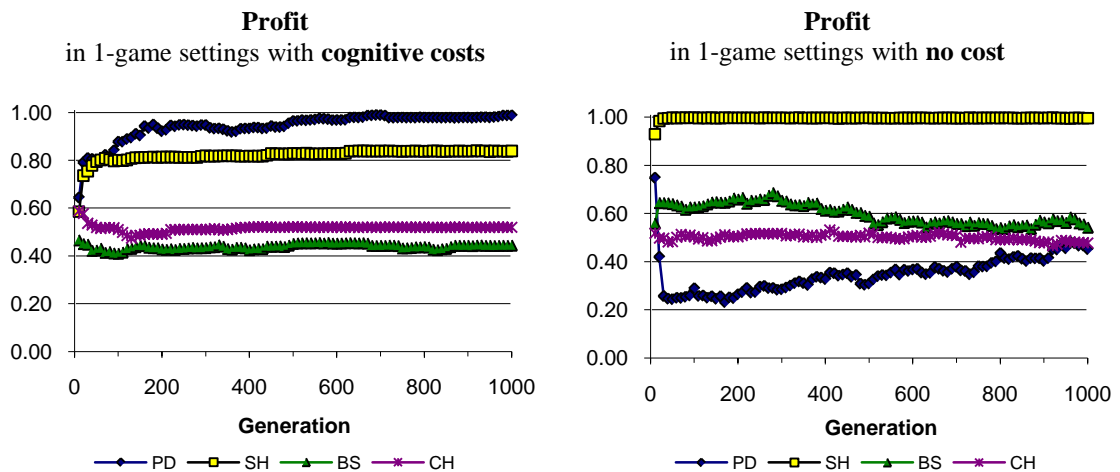 Profit
in 1-game settings with cognitive costs
1.00
0.80
0.60
0.40
0.20
0.00
0 200 400 600 800 1000
Generation
PD SH BS CH
Profit
in 1-game settings with no cost
1.00
0.80
0.60
0.40
0.20
0.00
0 200 400 600 800 1000
Generation
PD SH BS CH